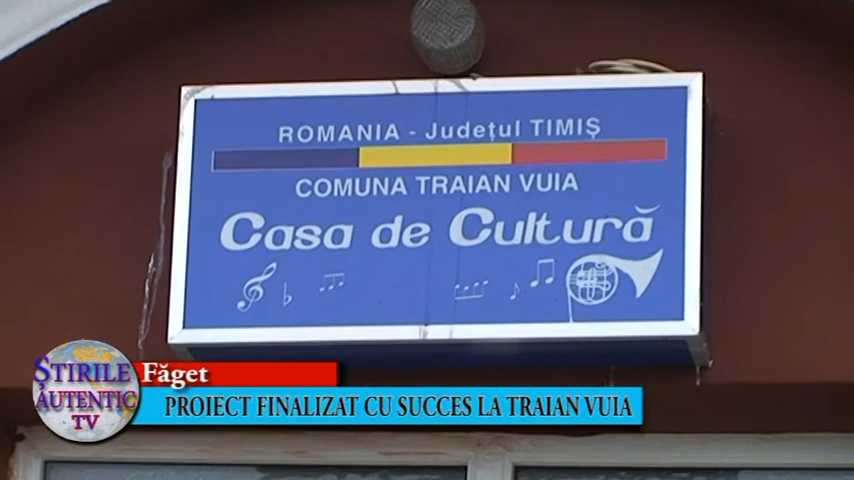 ROMANIA - Județul TIMIȘ
COMUNA TRAIAN VUIA
Casa de Cultură
ȘTIRILE
AUTENTIC
TV
Făget
PROIECT FINALIZAT CU SUCCES LA TRAIAN VUIA